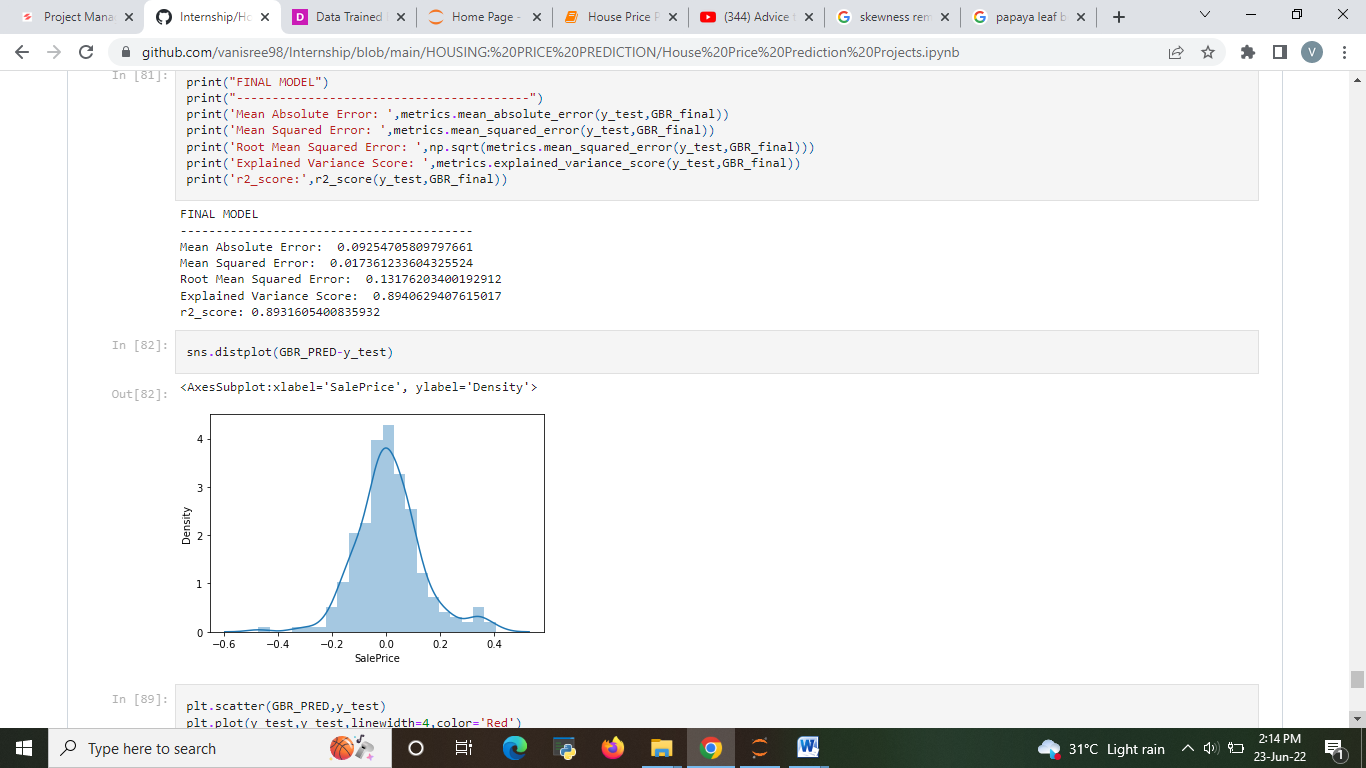 Project Mana
Internship/Ho
Data Trained
Home Page -
House Price P
(344) Advice t
skewness rem
papaya leaf b
github.com/vanisree98/Internship/blob/main/HOUSING:%20PRICE%20PREDICTION/House%20Price%20Prediction%20Projects.ipynb
V
In [81]:
print("FINAL MODEL")
print("-----------------------------------------")
print('Mean Absolute Error: ',metrics.mean_absolute_error(y_test,GBR_final))
print('Mean Squared Error: ',metrics.mean_squared_error(y_test,GBR_final))
print('Root Mean Squared Error: ',np.sqrt(metrics.mean_squared_error(y_test,GBR_final)))
print('Explained Variance Score: ',metrics.explained_variance_score(y_test,GBR_final))
print('r2_score:',r2_score(y_test,GBR_final))
FINAL MODEL
-----------------------------------------
Mean Absolute Error:  0.09254705809797661
Mean Squared Error:  0.017361233604325524
Root Mean Squared Error:  0.13176203400192912
Explained Variance Score:  0.8940629407615017
r2_score: 0.8931605400835932
In [82]:
sns.distplot(GBR_PRED-y_test)
Out[82]:
<AxesSubplot:xlabel='SalePrice', ylabel='Density'>
4
3
2
1
0
Density
−0.6 −0.4 −0.2 0.0 0.2 0.4
SalePrice
In [89]:
plt.scatter(GBR_PRED,y_test)
plt.plot(y_test,y_test,linewidth=4,color='Red')
Type here to search
31°C Light rain
2:14 PM
23-Jun-22
1